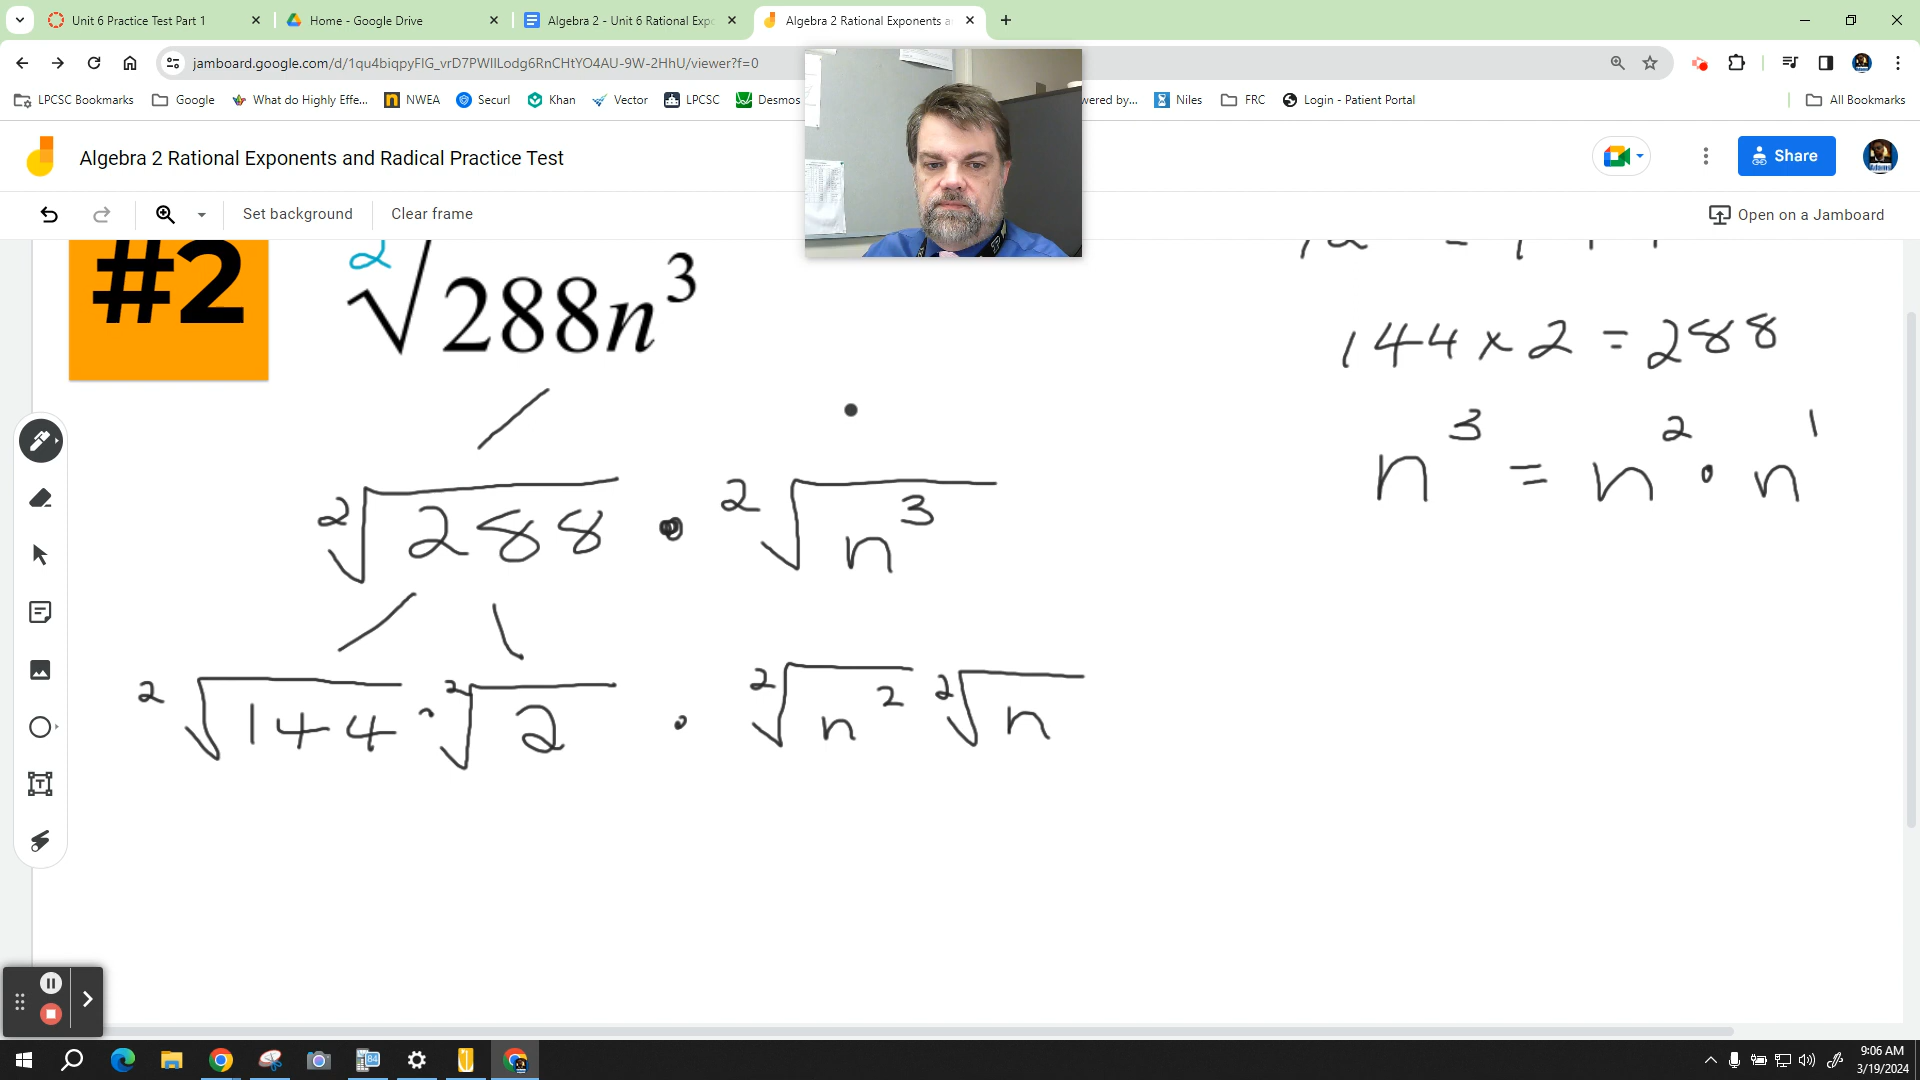 Unit 6 Practice Test Part 1
Home - Google Drive
Algebra 2 - Unit 6 Rational Exp
Algebra 2 Rational Exponents a
jamboard.google.com/d/1qu4biqpyFIG_vrD7PWIILodg6RnCHtYO4AU-9W-2HhU/viewer?f=0
LPCSC Bookmarks Google What do Highly Effe... NWEA Securl Khan Vector LPCSC Desmos wered by... Niles FRC Login - Patient Portal All Bookmarks
Algebra 2 Rational Exponents and Radical Practice Test
Share
Set background Clear frame Open on a Jamboard
#2
²√288n³
144 × 2 = 288
n³ = n² • n¹
²√288 • ²√n³
²√144 · ²√2 · ²√n² ²√n
84
9:06 AM
3/19/2024